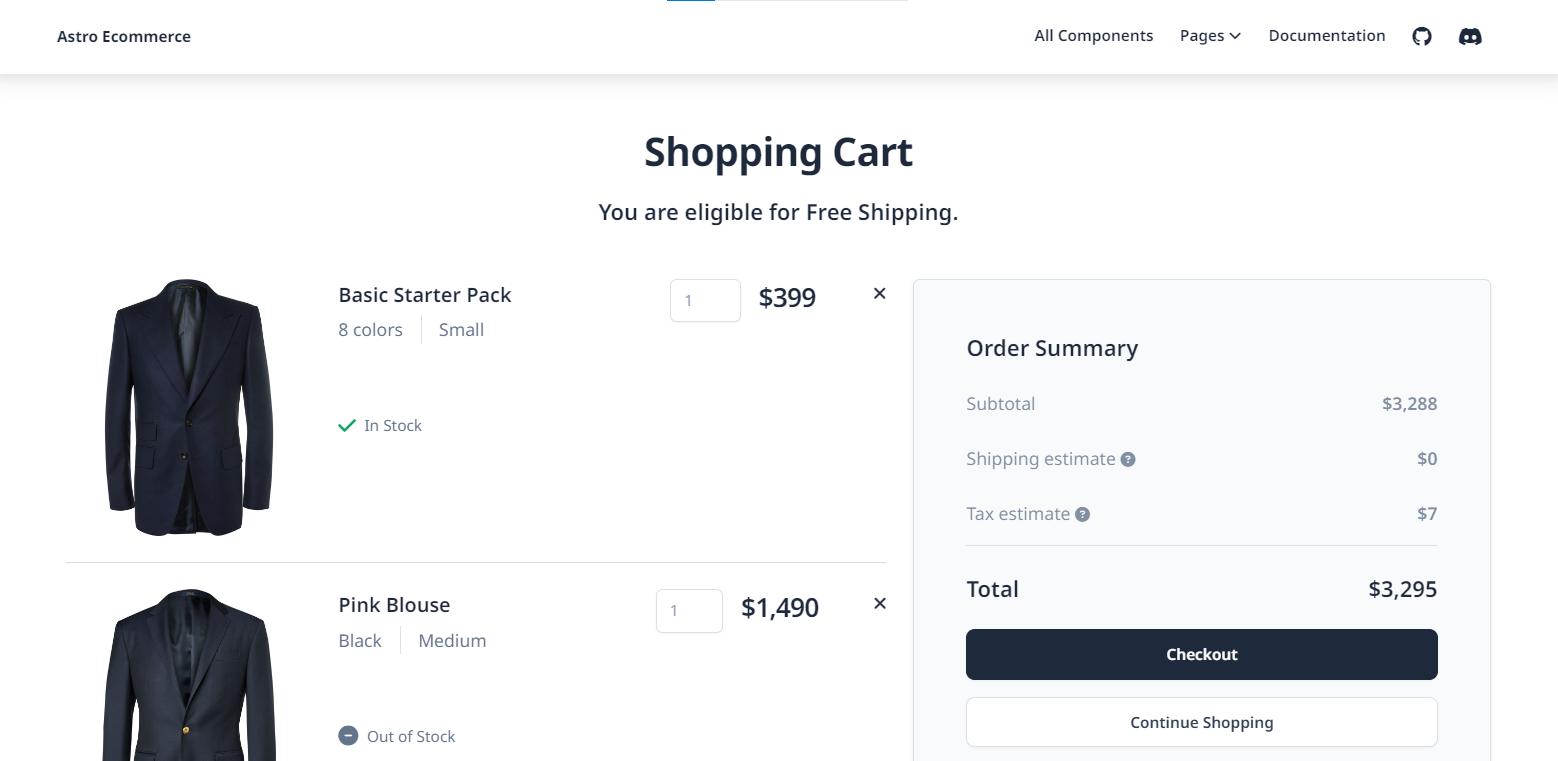 Astro Ecommerce
All Components Pages Documentation
Shopping Cart
You are eligible for Free Shipping.
Basic Starter Pack
8 colors Small
1 $399
In Stock
Pink Blouse
Black Medium
1 $1,490
Out of Stock
Order Summary
Subtotal $3,288
Shipping estimate ? $0
Tax estimate ? $7
Total $3,295
Checkout
Continue Shopping